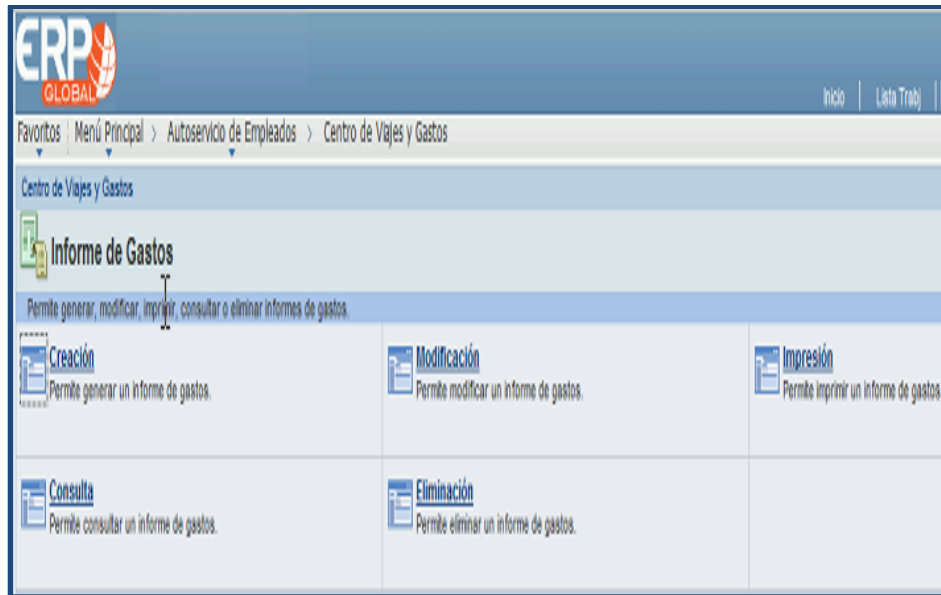 ERP
GLOBAL
Inicio | Lista Trabj |
Favoritos | Menú Principal > Autoservicio de Empleados > Centro de Viajes y Gastos
Centro de Viajes y Gastos
Informe de Gastos
Permite generar, modificar, imprimir, consultar o eliminar informes de gastos.
Creación
Permite generar un informe de gastos.
Modificación
Permite modificar un informe de gastos.
Impresión
Permite imprimir un informe de gastos
Consulta
Permite consultar un informe de gastos.
Eliminación
Permite eliminar un informe de gastos.